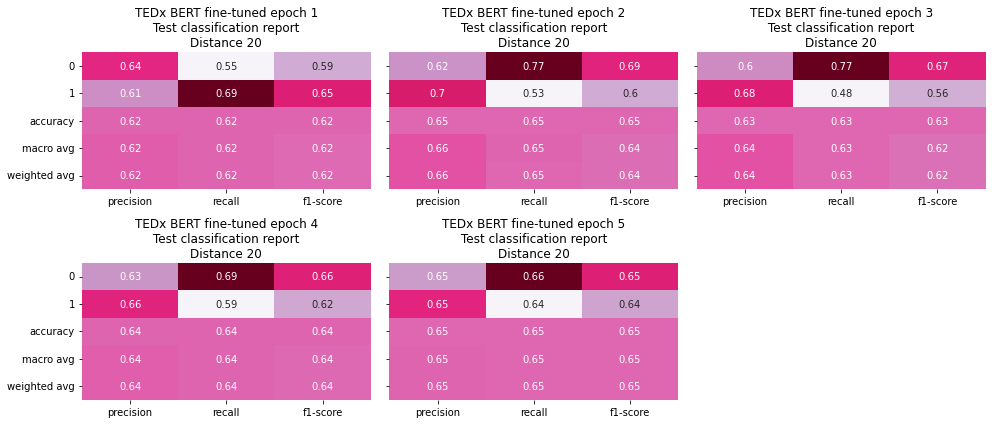 TEDx BERT fine-tuned epoch 1
Test classification report
Distance 20
0 0.64 0.55 0.59
1 0.61 0.69 0.65
accuracy 0.62 0.62 0.62
macro avg 0.62 0.62 0.62
weighted avg 0.62 0.62 0.62
precision recall f1-score
TEDx BERT fine-tuned epoch 2
Test classification report
Distance 20
0.62 0.77 0.69
0.7 0.53 0.6
0.65 0.65 0.65
0.66 0.65 0.64
0.66 0.65 0.64
precision recall f1-score
TEDx BERT fine-tuned epoch 3
Test classification report
Distance 20
0.6 0.77 0.67
0.68 0.48 0.56
0.63 0.63 0.63
0.64 0.63 0.62
0.64 0.63 0.62
precision recall f1-score
TEDx BERT fine-tuned epoch 4
Test classification report
Distance 20
0 0.63 0.69 0.66
1 0.66 0.59 0.62
accuracy 0.64 0.64 0.64
macro avg 0.64 0.64 0.64
weighted avg 0.64 0.64 0.64
precision recall f1-score
TEDx BERT fine-tuned epoch 5
Test classification report
Distance 20
0.65 0.66 0.65
0.65 0.64 0.64
0.65 0.65 0.65
0.65 0.65 0.65
0.65 0.65 0.65
precision recall f1-score